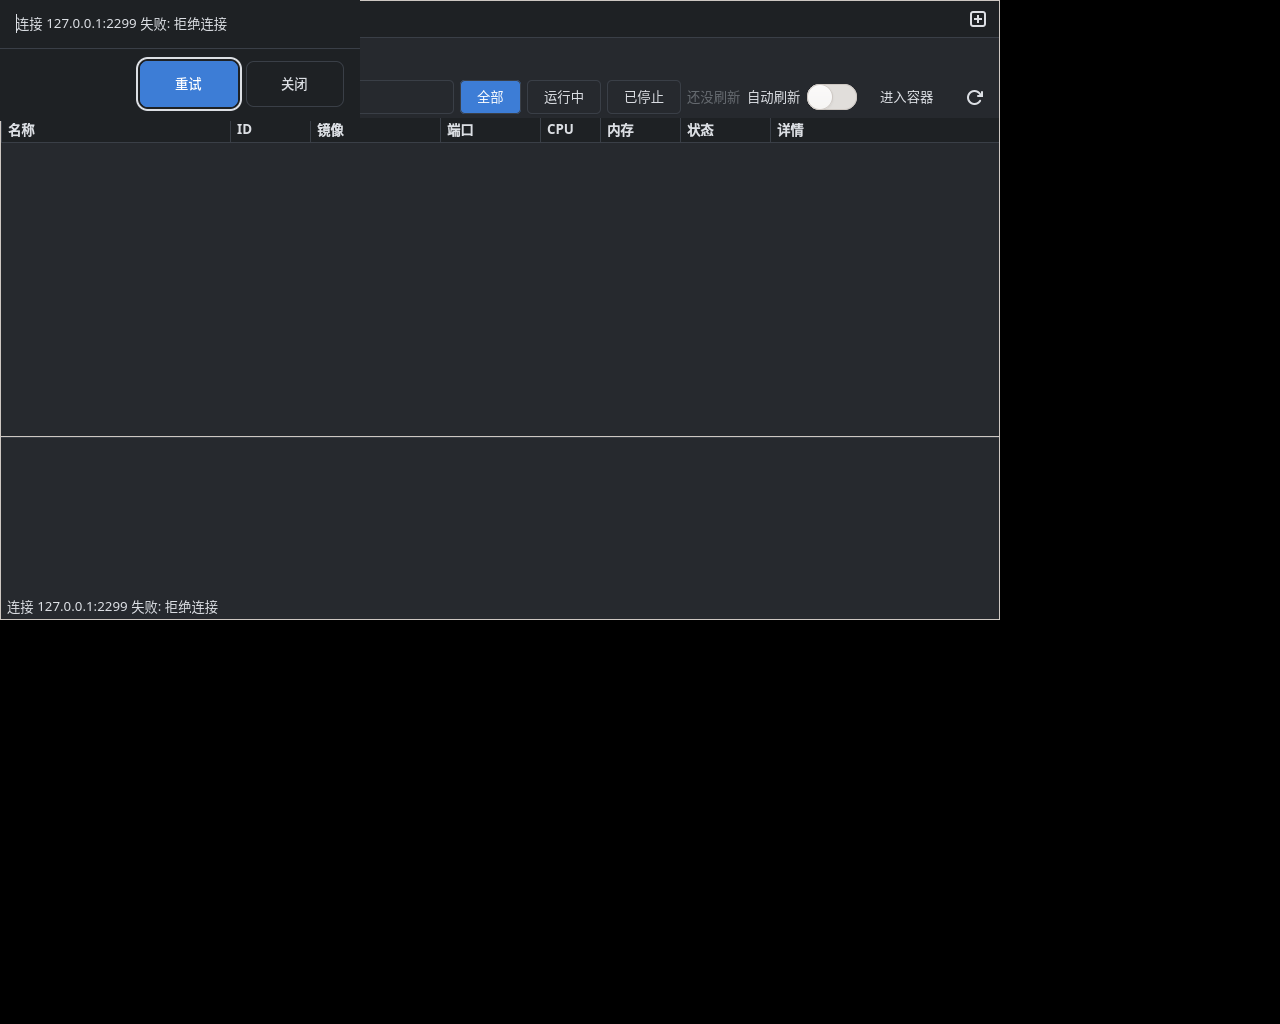 连接 127.0.0.1:2299 失败: 拒绝连接
重试 关闭
全部 运行中 已停止 还没刷新 自动刷新 进入容器
名称 ID 镜像 端口 CPU 内存 状态 详情
连接 127.0.0.1:2299 失败: 拒绝连接